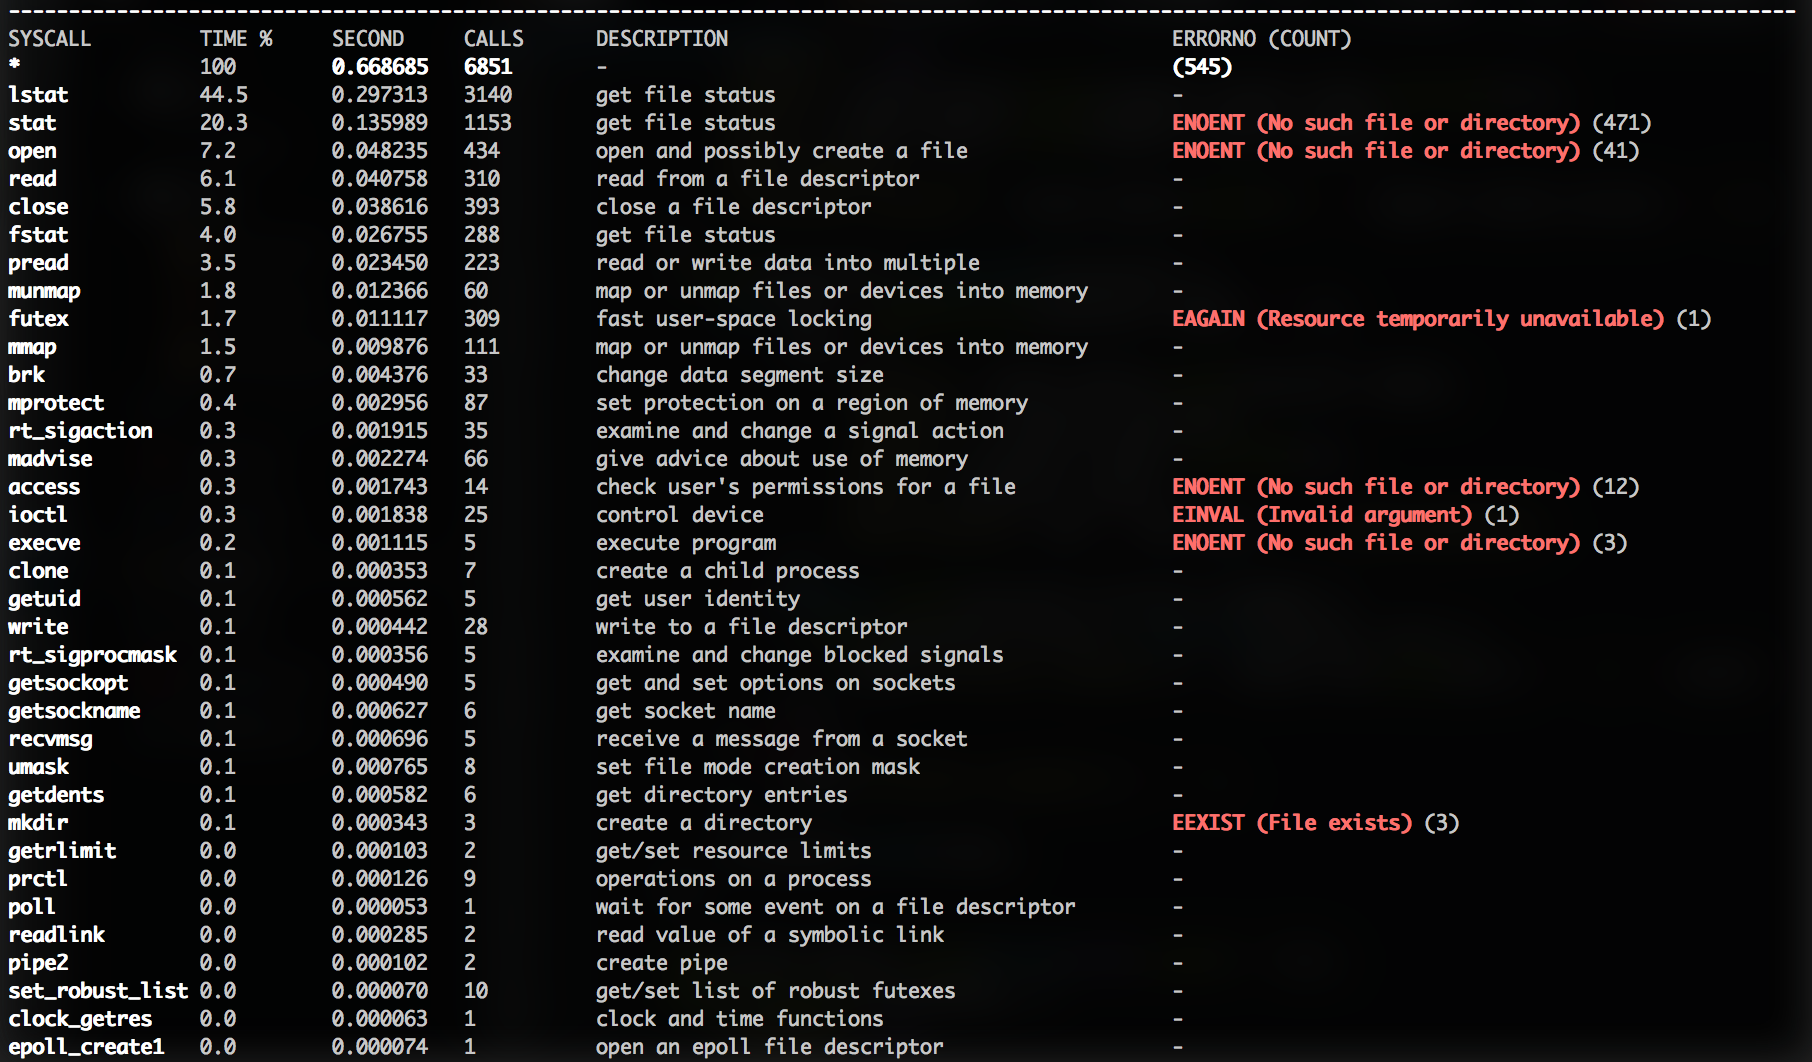 -----------------------------------------------------------------------------------------------------------------------------------------------------
SYSCALL TIME % SECOND CALLS DESCRIPTION ERRORNO (COUNT)
* 100 0.668685 6851 - (545)
lstat 44.5 0.297313 3140 get file status -
stat 20.3 0.135989 1153 get file status ENOENT (No such file or directory) (471)
open 7.2 0.048235 434 open and possibly create a file ENOENT (No such file or directory) (41)
read 6.1 0.040758 310 read from a file descriptor -
close 5.8 0.038616 393 close a file descriptor -
fstat 4.0 0.026755 288 get file status -
pread 3.5 0.023450 223 read or write data into multiple -
munmap 1.8 0.012366 60 map or unmap files or devices into memory -
futex 1.7 0.011117 309 fast user-space locking EAGAIN (Resource temporarily unavailable) (1)
mmap 1.5 0.009876 111 map or unmap files or devices into memory -
brk 0.7 0.004376 33 change data segment size -
mprotect 0.4 0.002956 87 set protection on a region of memory -
rt_sigaction 0.3 0.001915 35 examine and change a signal action -
madvise 0.3 0.002274 66 give advice about use of memory -
access 0.3 0.001743 14 check user's permissions for a file ENOENT (No such file or directory) (12)
ioctl 0.3 0.001838 25 control device EINVAL (Invalid argument) (1)
execve 0.2 0.001115 5 execute program ENOENT (No such file or directory) (3)
clone 0.1 0.000353 7 create a child process -
getuid 0.1 0.000562 5 get user identity -
write 0.1 0.000442 28 write to a file descriptor -
rt_sigprocmask 0.1 0.000356 5 examine and change blocked signals -
getsockopt 0.1 0.000490 5 get and set options on sockets -
getsockname 0.1 0.000627 6 get socket name -
recvmsg 0.1 0.000696 5 receive a message from a socket -
umask 0.1 0.000765 8 set file mode creation mask -
getdents 0.1 0.000582 6 get directory entries -
mkdir 0.1 0.000343 3 create a directory EEXIST (File exists) (3)
getrlimit 0.0 0.000103 2 get/set resource limits -
prctl 0.0 0.000126 9 operations on a process -
poll 0.0 0.000053 1 wait for some event on a file descriptor -
readlink 0.0 0.000285 2 read value of a symbolic link -
pipe2 0.0 0.000102 2 create pipe -
set_robust_list 0.0 0.000070 10 get/set list of robust futexes -
clock_getres 0.0 0.000063 1 clock and time functions -
epoll_create1 0.0 0.000074 1 open an epoll file descriptor -